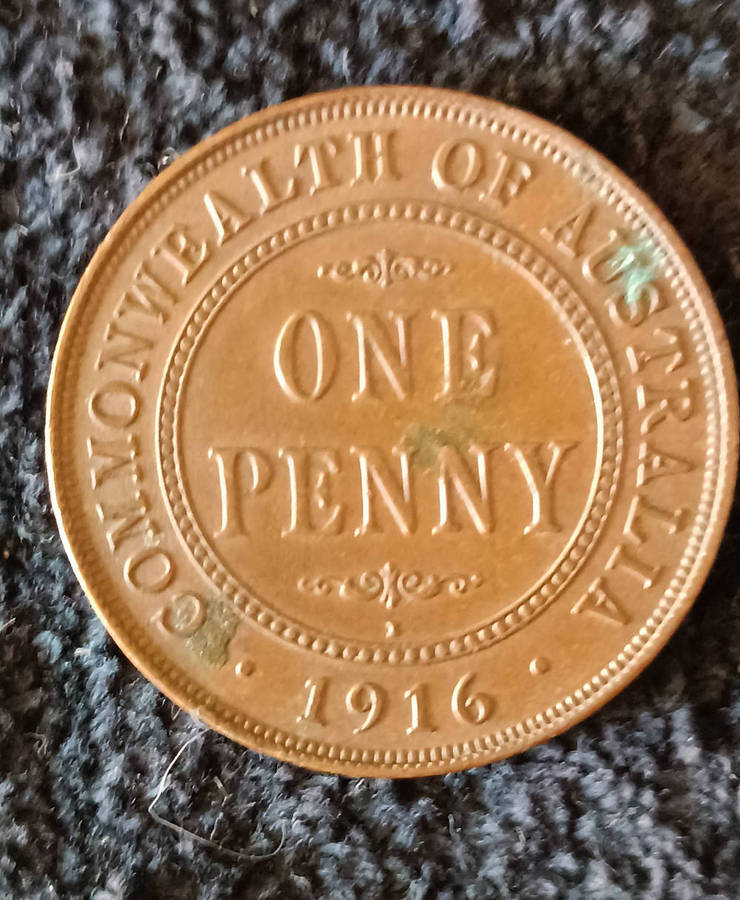 COMMONWEALTH OF AUSTRALIA
ONE
PENNY
I
· 1916 ·